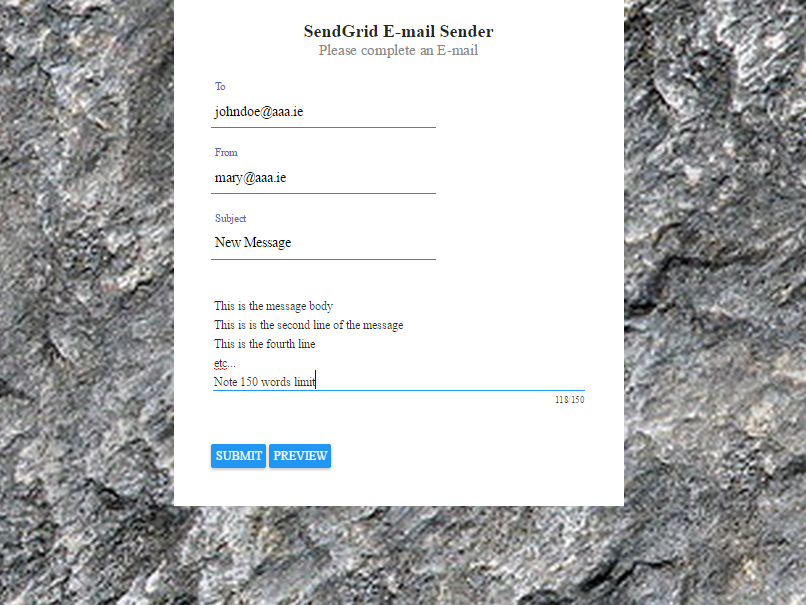 SendGrid E-mail Sender
Please complete an E-mail
To
johndoe@aaa.ie
From
mary@aaa.ie
Subject
New Message
This is the message body
This is is the second line of the message
This is the fourth line
etc...
Note 150 words limit
118/150
SUBMIT PREVIEW